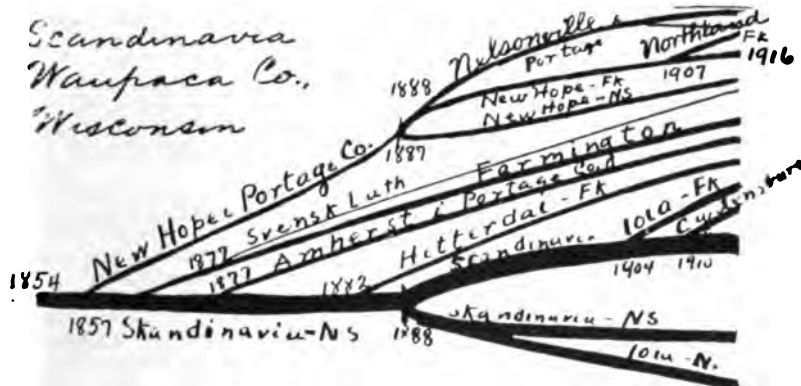 Scandinavia
Waupaca Co.,
Wisconsin
Nelsonville &
Portage
Northland
Fk
1916
1888
1907
New Hope-Fk
New Hope-NS
1887
New Hope i Portage Co.
Svensk Luth
Farmington
1877
Amherst i Portage Co.
1877
Hitterdal - Fk
Iola - Fk
Scandinavia
1854
1882
1904
1910
1857
Skandinavia-NS
1888
Skandinavia - NS
Iola - N.